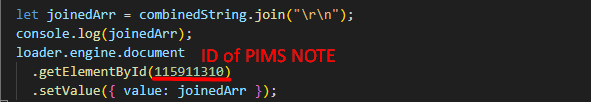 let joinedArr = combinedString.join("\r\n");
console.log(joinedArr);
loader.engine.document
ID of PIMS NOTE
.getElementById(115911310)
.setValue({ value: joinedArr });